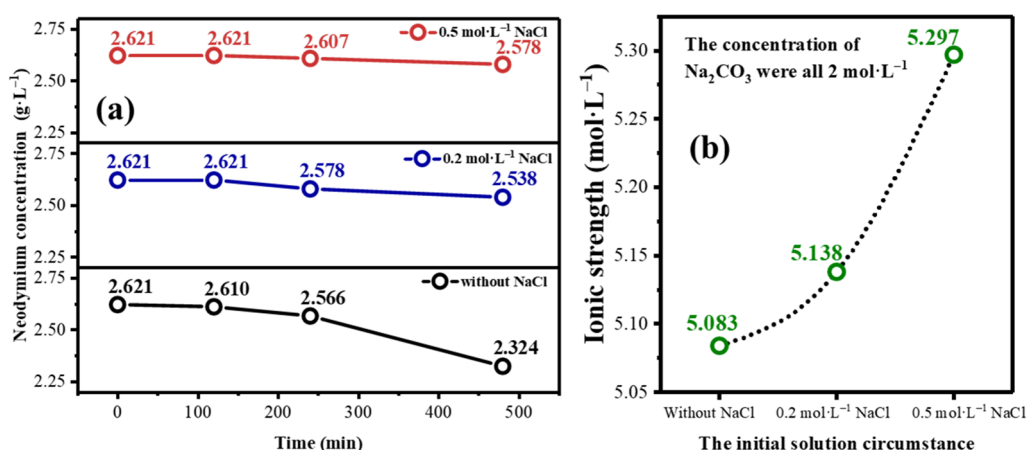 Neodymium concentration (g·L⁻¹)
2.75
2.50
2.25
2.621
2.621
2.607
2.578
0.5 mol·L⁻¹ NaCl
(a)
2.75
2.50
2.25
2.621
2.621
2.578
2.538
0.2 mol·L⁻¹ NaCl
2.75
2.50
2.25
2.621
2.610
2.566
2.324
without NaCl
0
100
200
300
400
500
Time (min)
Ionic strength (mol·L⁻¹)
5.30
5.25
5.20
5.15
5.10
5.05
The concentration of
Na₂CO₃ were all 2 mol·L⁻¹
(b)
5.297
5.138
5.083
Without NaCl
0.2 mol·L⁻¹ NaCl
0.5 mol·L⁻¹ NaCl
The initial solution circumstance